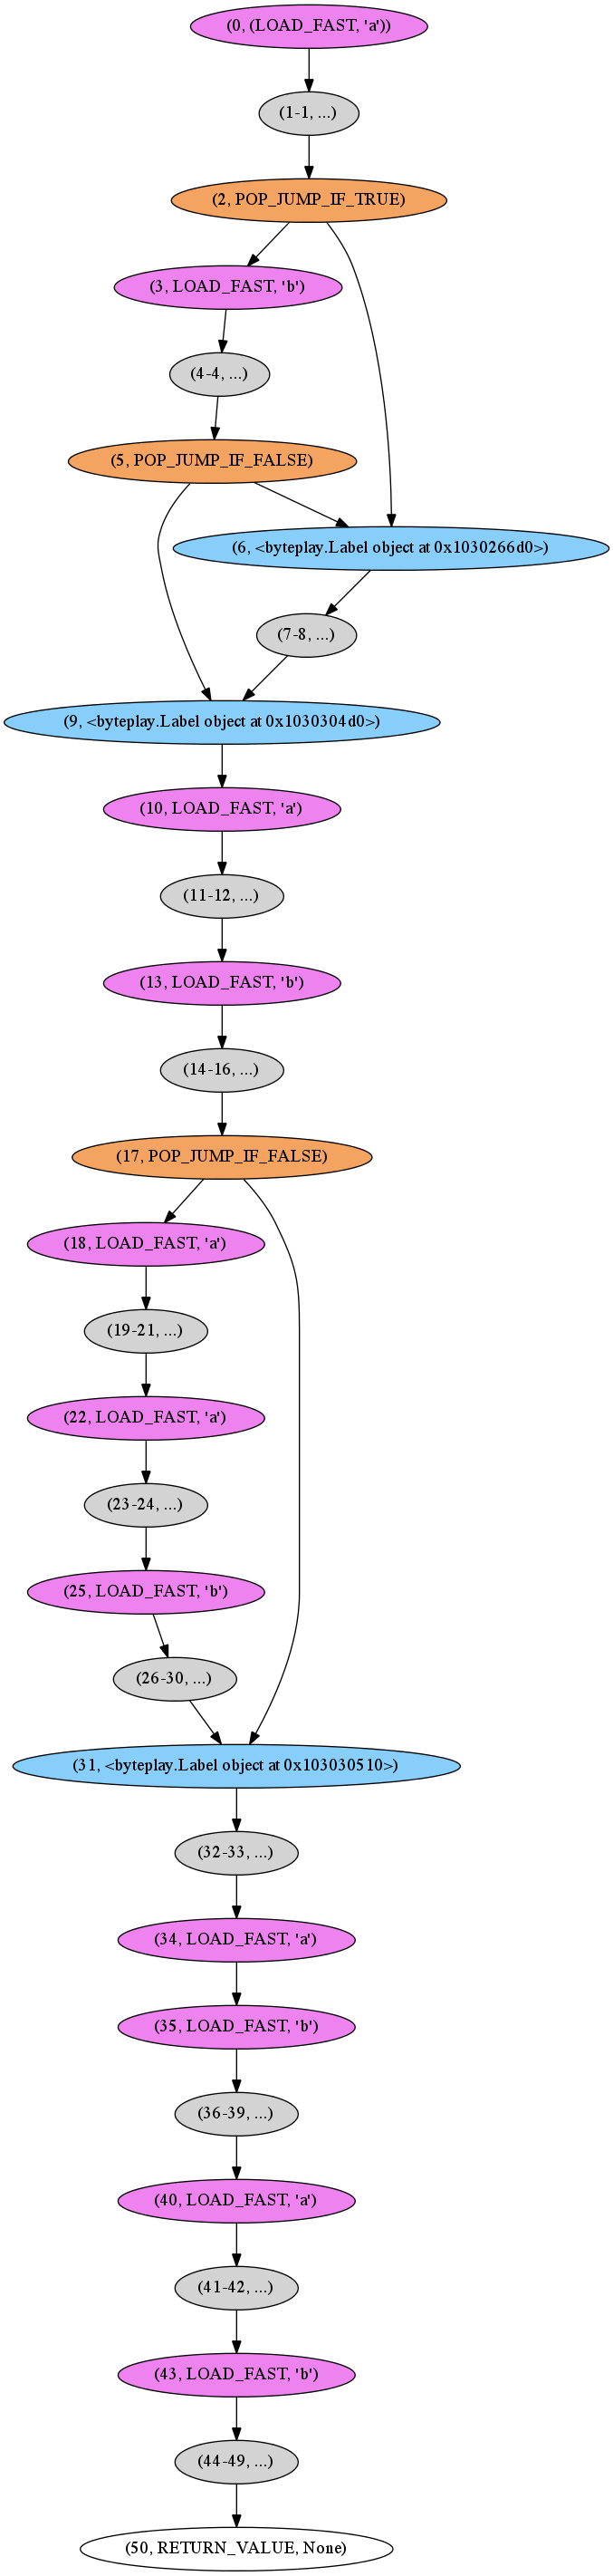 (0, (LOAD_FAST, 'a'))
(1-1, ...)
(2, POP_JUMP_IF_TRUE)
(3, LOAD_FAST, 'b')
(4-4, ...)
(5, POP_JUMP_IF_FALSE)
(6, <byteplay.Label object at 0x1030266d0>)
(7-8, ...)
(9, <byteplay.Label object at 0x1030304d0>)
(10, LOAD_FAST, 'a')
(11-12, ...)
(13, LOAD_FAST, 'b')
(14-16, ...)
(17, POP_JUMP_IF_FALSE)
(18, LOAD_FAST, 'a')
(19-21, ...)
(22, LOAD_FAST, 'a')
(23-24, ...)
(25, LOAD_FAST, 'b')
(26-30, ...)
(31, <byteplay.Label object at 0x103030510>)
(32-33, ...)
(34, LOAD_FAST, 'a')
(35, LOAD_FAST, 'b')
(36-39, ...)
(40, LOAD_FAST, 'a')
(41-42, ...)
(43, LOAD_FAST, 'b')
(44-49, ...)
(50, RETURN_VALUE, None)